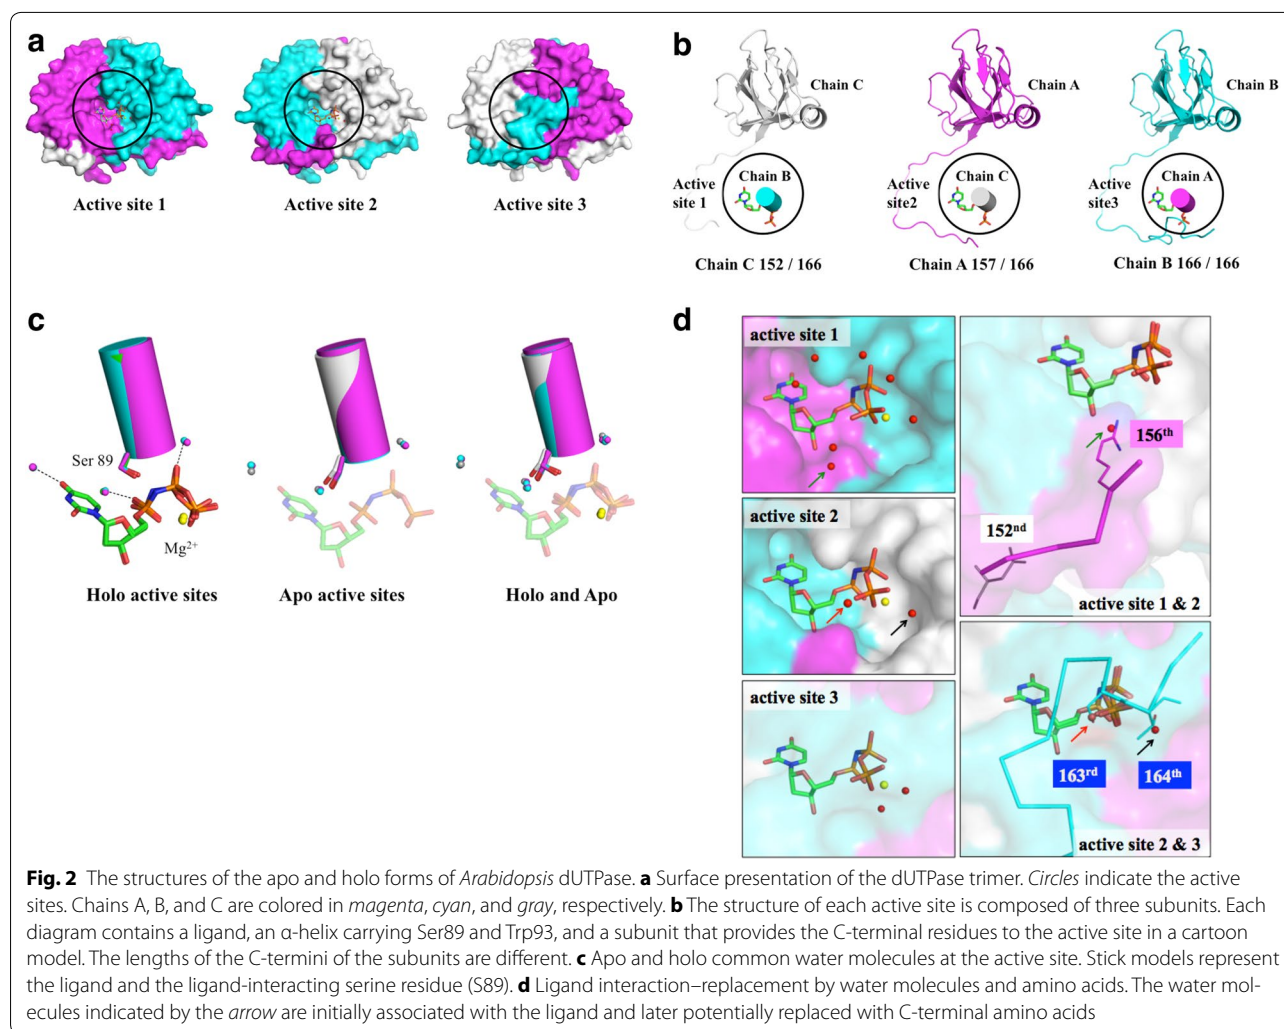 a
Active site 1
Active site 2
Active site 3
b
Chain C
Chain A
Chain B
Active
site 1
Chain B
Active
site2
Chain C
Active
site3
Chain A
Chain C 152 / 166
Chain A 157 / 166
Chain B 166 / 166
c
Ser 89
Mg²⁺
Holo active sites
Apo active sites
Holo and Apo
d
active site 1
active site 2
active site 3
156ᵗʰ
152ⁿᵈ
active site 1 & 2
163ʳᵈ
164ᵗʰ
active site 2 & 3
Fig. 2 The structures of the apo and holo forms of Arabidopsis dUTPase. a Surface presentation of the dUTPase trimer. Circles indicate the active
sites. Chains A, B, and C are colored in magenta, cyan, and gray, respectively. b The structure of each active site is composed of three subunits. Each
diagram contains a ligand, an α-helix carrying Ser89 and Trp93, and a subunit that provides the C-terminal residues to the active site in a cartoon
model. The lengths of the C-termini of the subunits are different. c Apo and holo common water molecules at the active site. Stick models represent
the ligand and the ligand-interacting serine residue (S89). d Ligand interaction–replacement by water molecules and amino acids. The water mol-
ecules indicated by the arrow are initially associated with the ligand and later potentially replaced with C-terminal amino acids